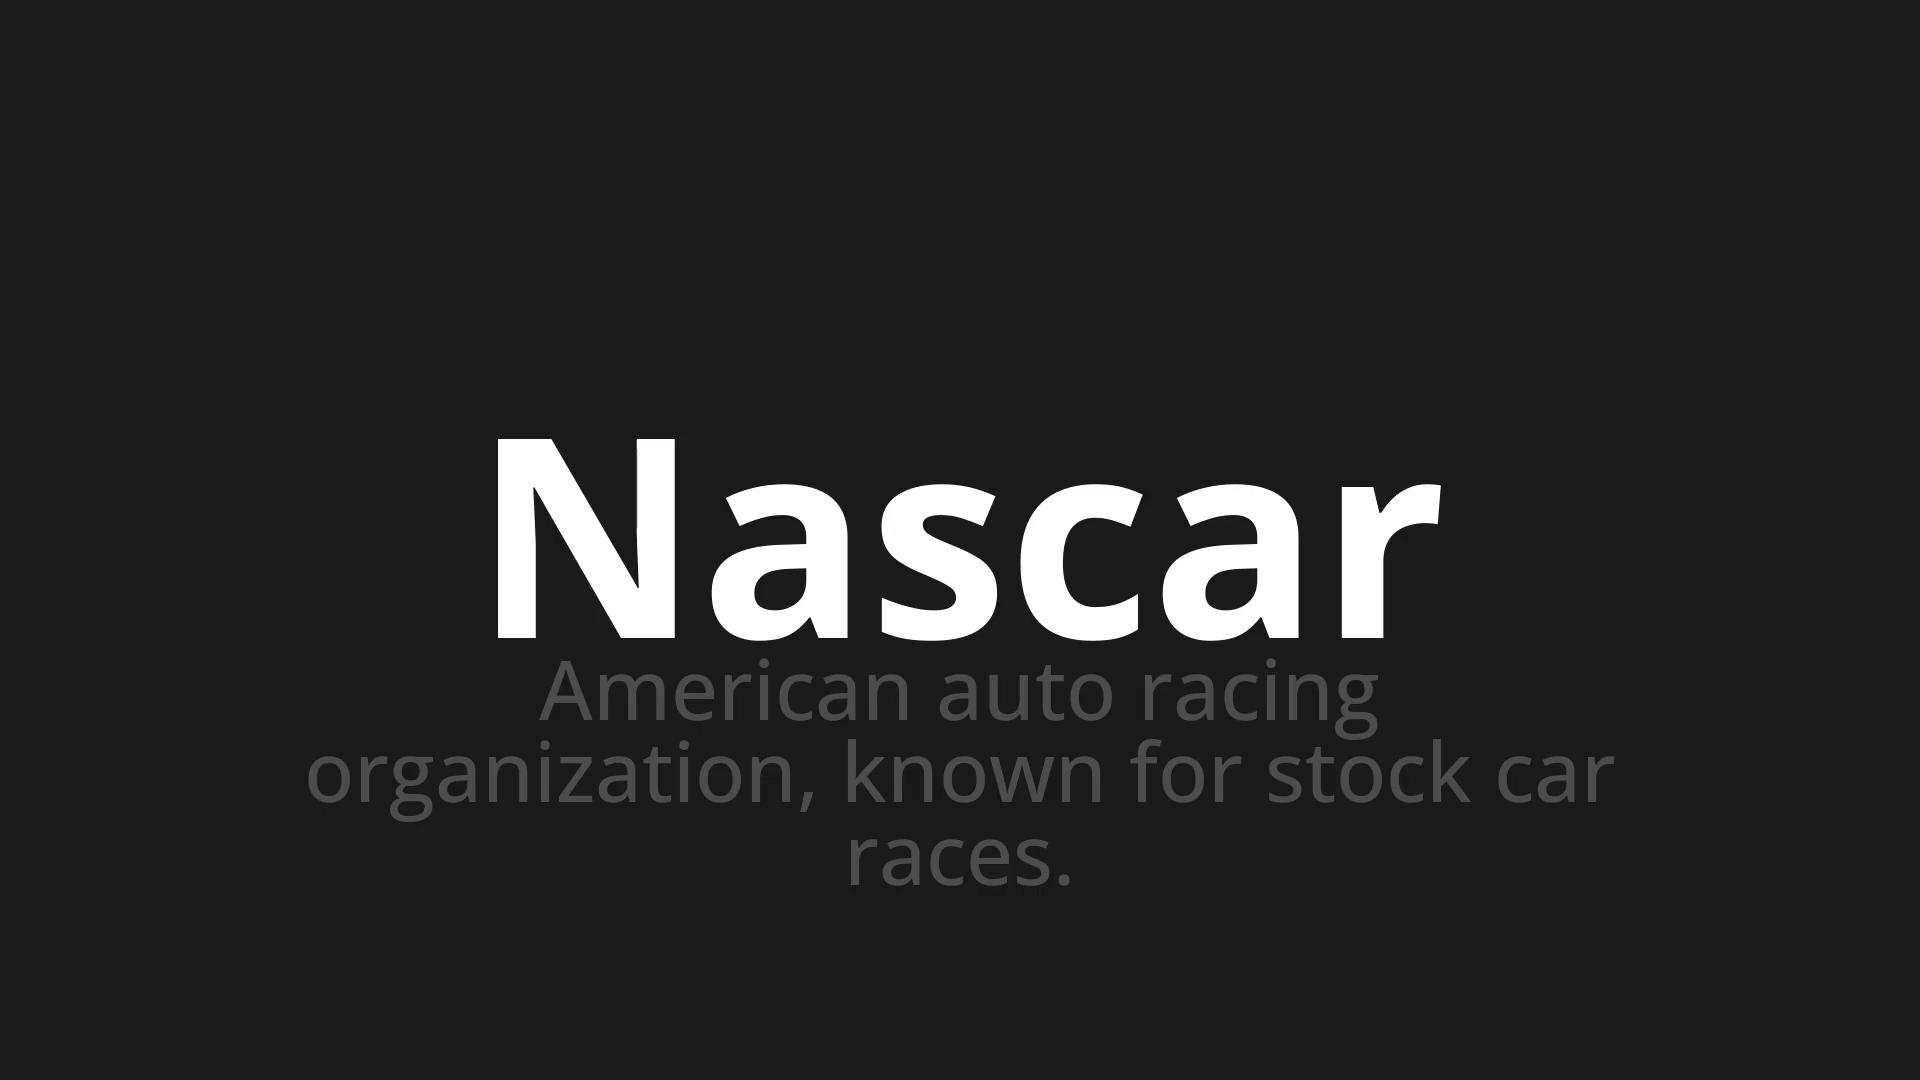 Nascar
American auto racing
organization, known for stock car
races.